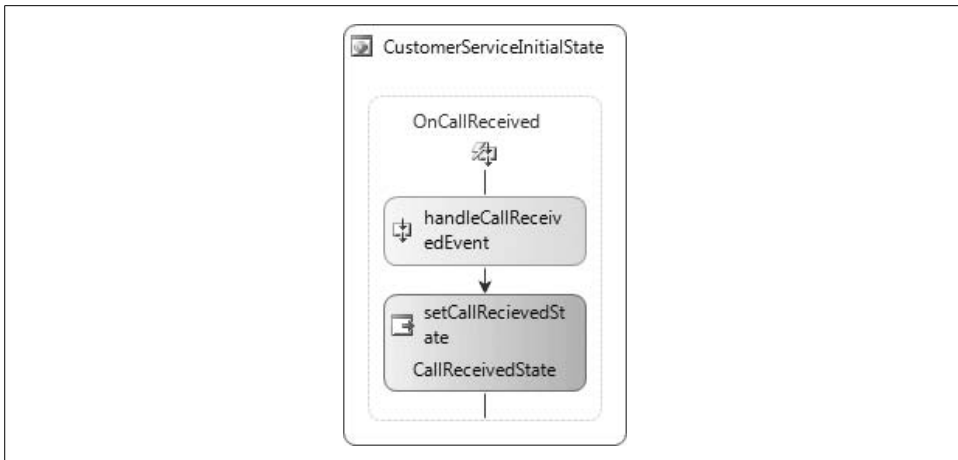 CustomerServiceInitialState
OnCallReceived
handleCallReceiv
edEvent
setCallRecievedSt
ate
CallReceivedState